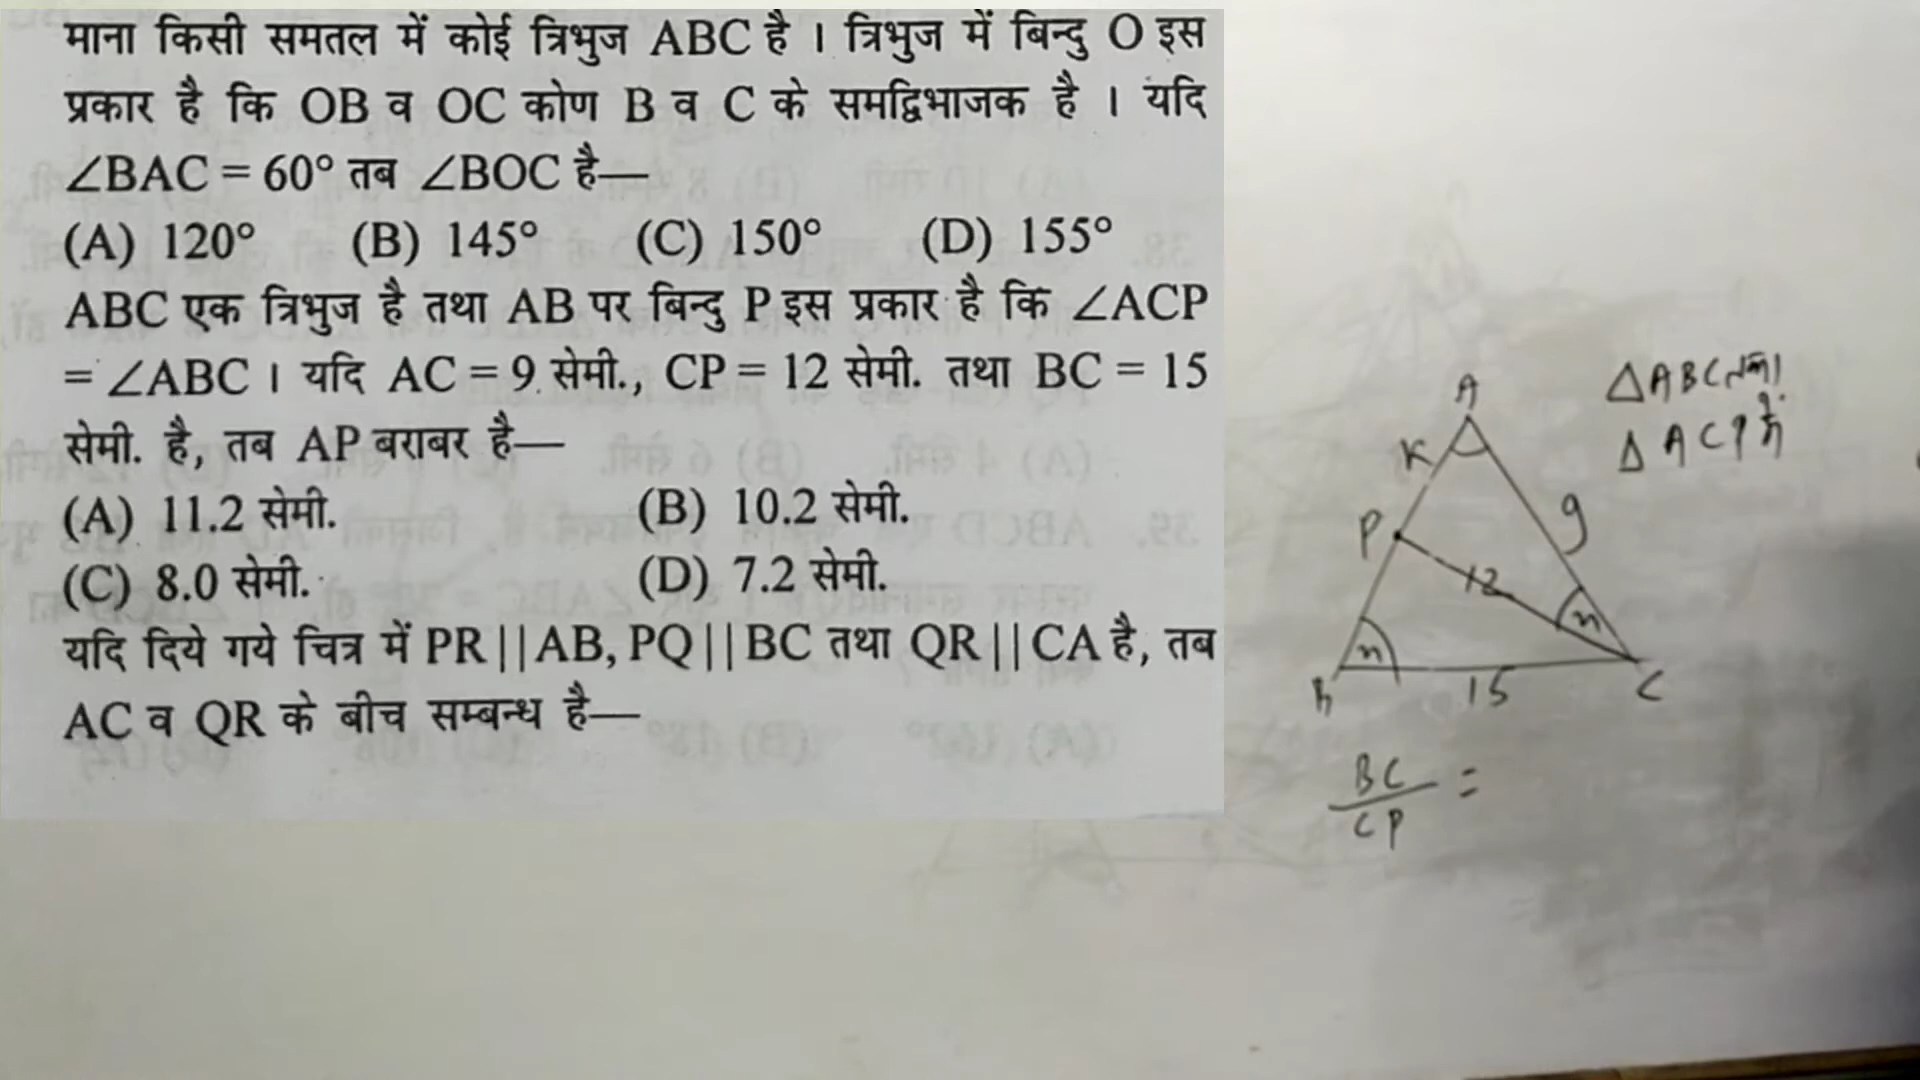 माना किसी समतल में कोई त्रिभुज ABC है । त्रिभुज में बिन्दु O इस
प्रकार है कि OB व OC कोण B व C के समद्विभाजक है । यदि
∠BAC = 60° तब ∠BOC है—
(A) 120° (B) 145° (C) 150° (D) 155°
ABC एक त्रिभुज है तथा AB पर बिन्दु P इस प्रकार है कि ∠ACP
= ∠ABC । यदि AC = 9 सेमी., CP = 12 सेमी. तथा BC = 15
सेमी. है, तब AP बराबर है—
(A) 11.2 सेमी. (B) 10.2 सेमी.
(C) 8.0 सेमी. (D) 7.2 सेमी.
यदि दिये गये चित्र में PR || AB, PQ || BC तथा QR || CA है, तब
AC व QR के बीच सम्बन्ध है—
△ABC तथा
△ACP में
A
K
9
P
12
n
n
B
15
C
BC/CP =